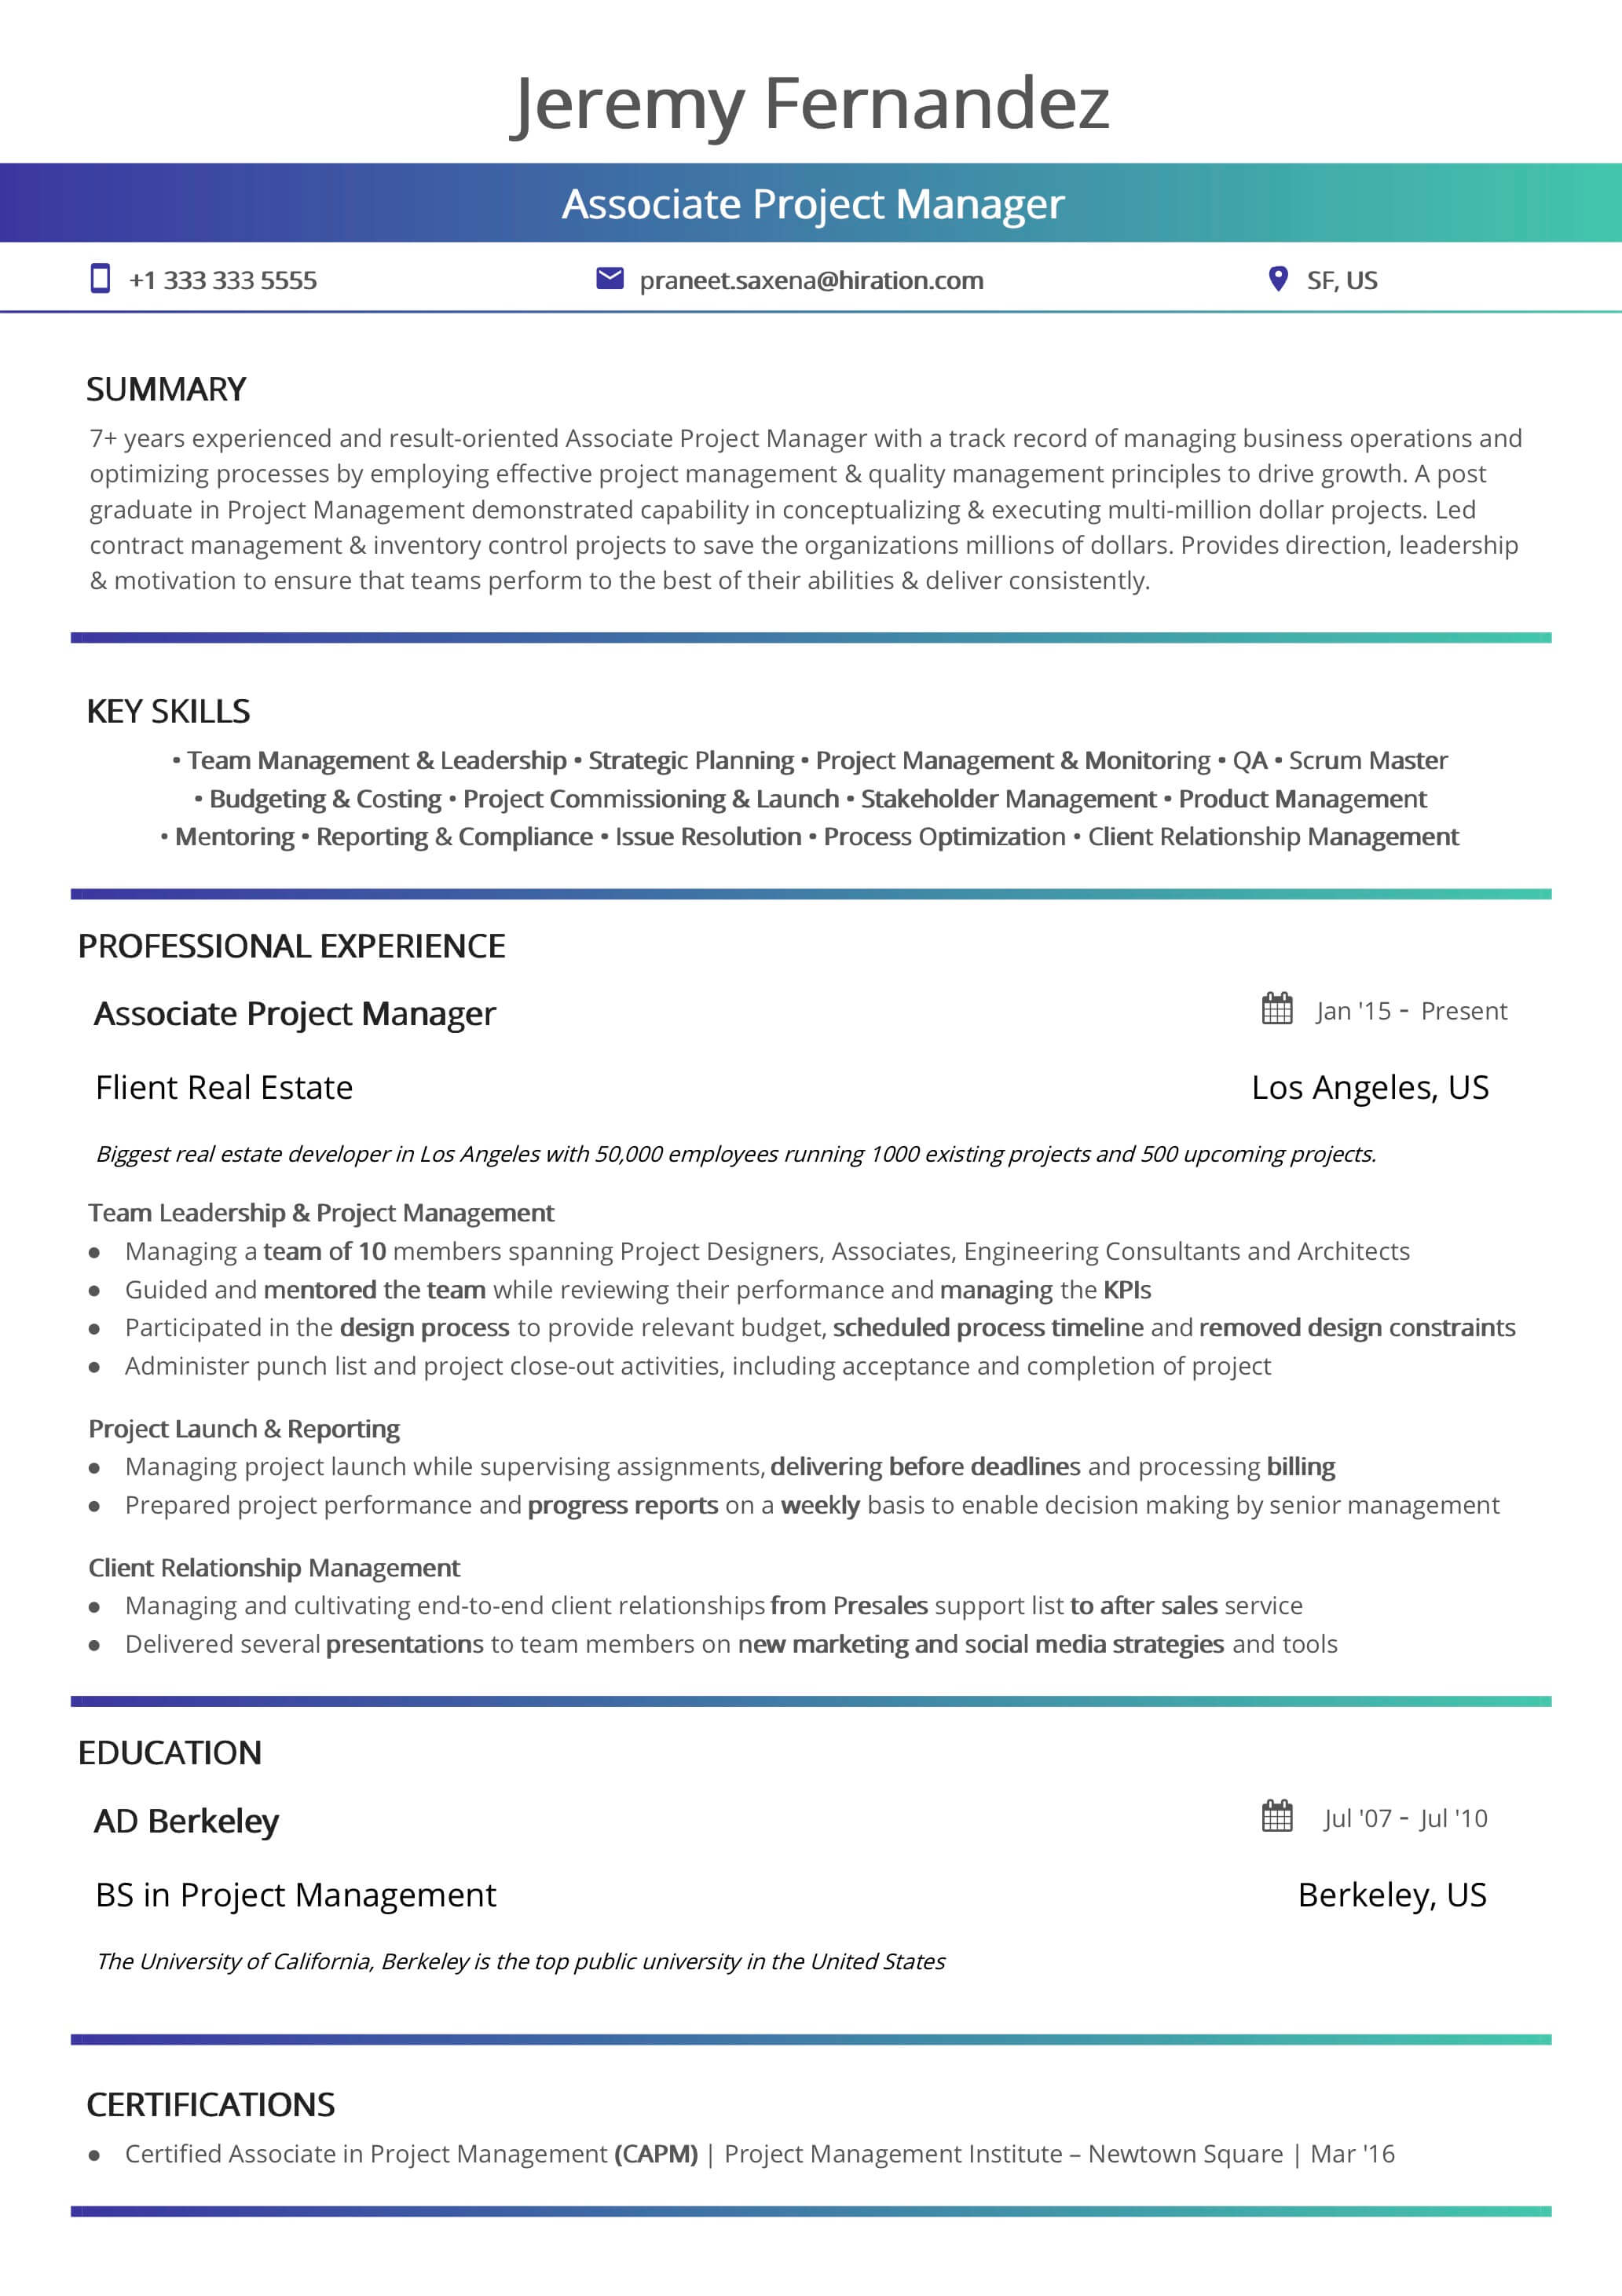 Jeremy Fernandez
Associate Project Manager
+1 333 333 5555 praneet.saxena@hiration.com SF, US
SUMMARY
7+ years experienced and result-oriented Associate Project Manager with a track record of managing business operations and
optimizing processes by employing effective project management & quality management principles to drive growth. A post
graduate in Project Management demonstrated capability in conceptualizing & executing multi-million dollar projects. Led
contract management & inventory control projects to save the organizations millions of dollars. Provides direction, leadership
& motivation to ensure that teams perform to the best of their abilities & deliver consistently.
KEY SKILLS
• Team Management & Leadership • Strategic Planning • Project Management & Monitoring • QA • Scrum Master
• Budgeting & Costing • Project Commissioning & Launch • Stakeholder Management • Product Management
• Mentoring • Reporting & Compliance • Issue Resolution • Process Optimization • Client Relationship Management
PROFESSIONAL EXPERIENCE
Associate Project Manager Jan '15 - Present
Flient Real Estate Los Angeles, US
Biggest real estate developer in Los Angeles with 50,000 employees running 1000 existing projects and 500 upcoming projects.
Team Leadership & Project Management
● Managing a team of 10 members spanning Project Designers, Associates, Engineering Consultants and Architects
● Guided and mentored the team while reviewing their performance and managing the KPIs
● Participated in the design process to provide relevant budget, scheduled process timeline and removed design constraints
● Administer punch list and project close-out activities, including acceptance and completion of project
Project Launch & Reporting
● Managing project launch while supervising assignments, delivering before deadlines and processing billing
● Prepared project performance and progress reports on a weekly basis to enable decision making by senior management
Client Relationship Management
● Managing and cultivating end-to-end client relationships from Presales support list to after sales service
● Delivered several presentations to team members on new marketing and social media strategies and tools
EDUCATION
AD Berkeley Jul '07 - Jul '10
BS in Project Management Berkeley, US
The University of California, Berkeley is the top public university in the United States
CERTIFICATIONS
● Certified Associate in Project Management (CAPM) | Project Management Institute – Newtown Square | Mar '16